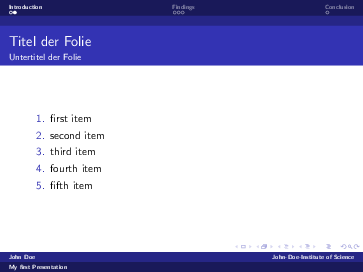 Introduction Findings Conclusion
Titel der Folie
Untertitel der Folie
1. first item
2. second item
3. third item
4. fourth item
5. fifth item
John Doe John-Doe-Institute of Science
My first Presentation